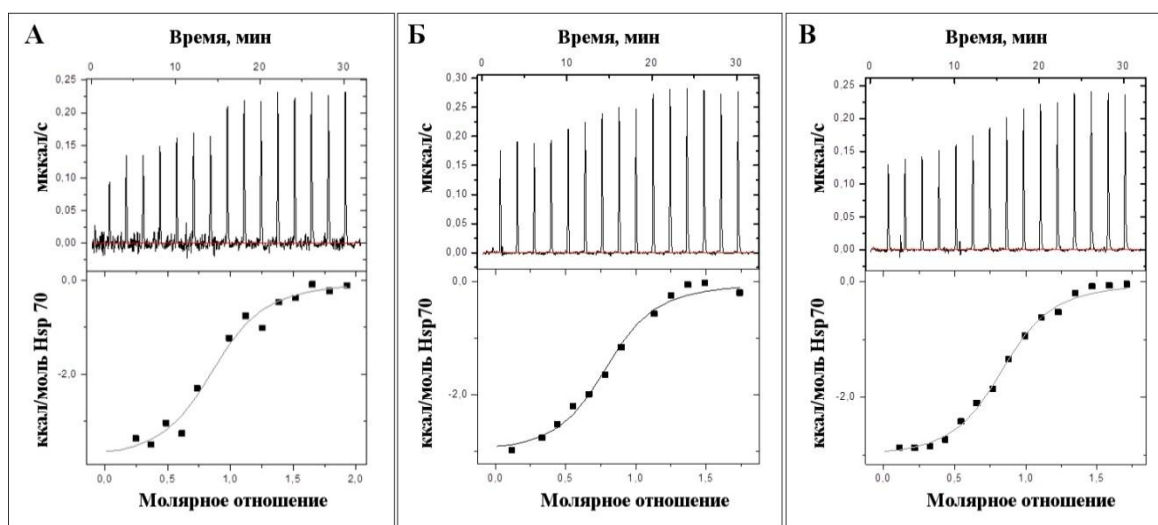 А
Время, мин
0 10 20 30
0,25
0,20
0,15
0,10
0,05
0,00
мккал/с
0,0
-2,0
ккал/моль Hsp 70
0,0 0,5 1,0 1,5 2,0
Молярное отношение
Б
Время, мин
0 10 20 30
0,30
0,25
0,20
0,15
0,10
0,05
0,00
мккал/с
0,0
-2,0
ккал/моль Hsp70
0,0 0,5 1,0 1,5
Молярное отношение
В
Время, мин
0 10 20 30
0,25
0,20
0,15
0,10
0,05
0,00
мккал/с
0,0
-2,0
ккал/моль Hsp70
0,0 0,5 1,0 1,5
Молярное отношение